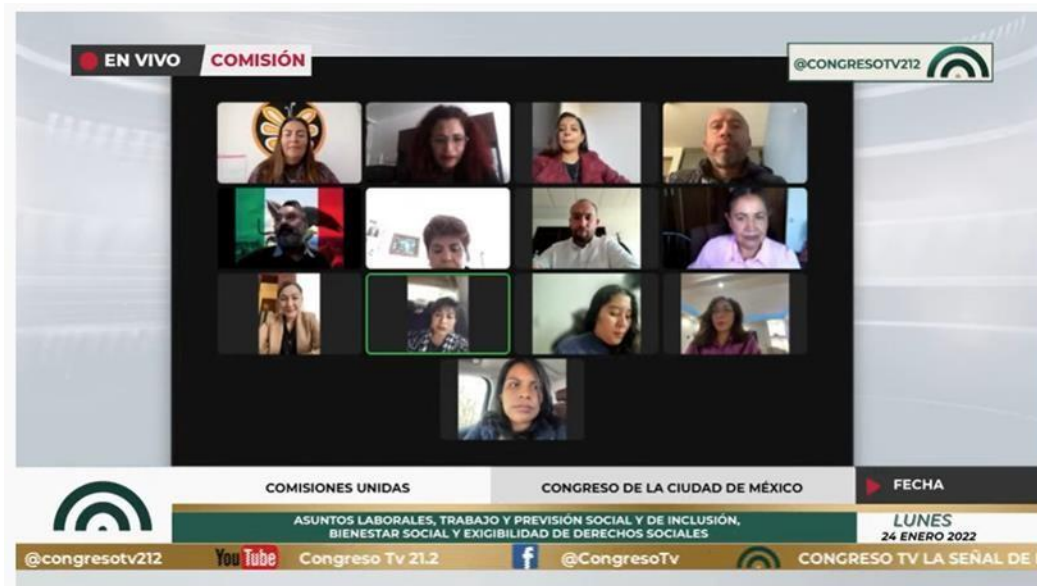 EN VIVO
COMISIÓN
@CONGRESOTV212
COMISIONES UNIDAS
CONGRESO DE LA CIUDAD DE MÉXICO
FECHA
ASUNTOS LABORALES, TRABAJO Y PREVISIÓN SOCIAL Y DE INCLUSIÓN,
BIENESTAR SOCIAL Y EXIGIBILIDAD DE DERECHOS SOCIALES
LUNES
24 ENERO 2022
@congresotv212
YouTube
Congreso Tv 21.2
f
@CongresoTv
CONGRESO TV LA SEÑAL DE